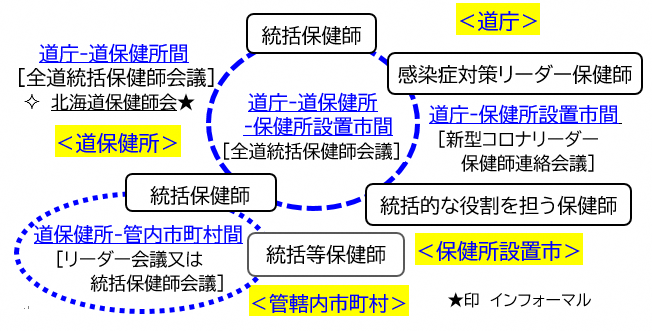 ＜道庁＞
統括保健師
道庁-道保健所間
[全道統括保健師会議]
✧ 北海道保健師会★
感染症対策リーダー保健師
道庁-道保健所
-保健所設置市間
[全道統括保健師会議]
道庁-保健所設置市間
[新型コロナリーダー
保健師連絡会議]
＜道保健所＞
統括保健師
統括的な役割を担う保健師
道保健所-管内市町村間
[リーダー会議又は
統括保健師会議]
統括等保健師
＜保健所設置市＞
＜管轄内市町村＞
★印 インフォーマル